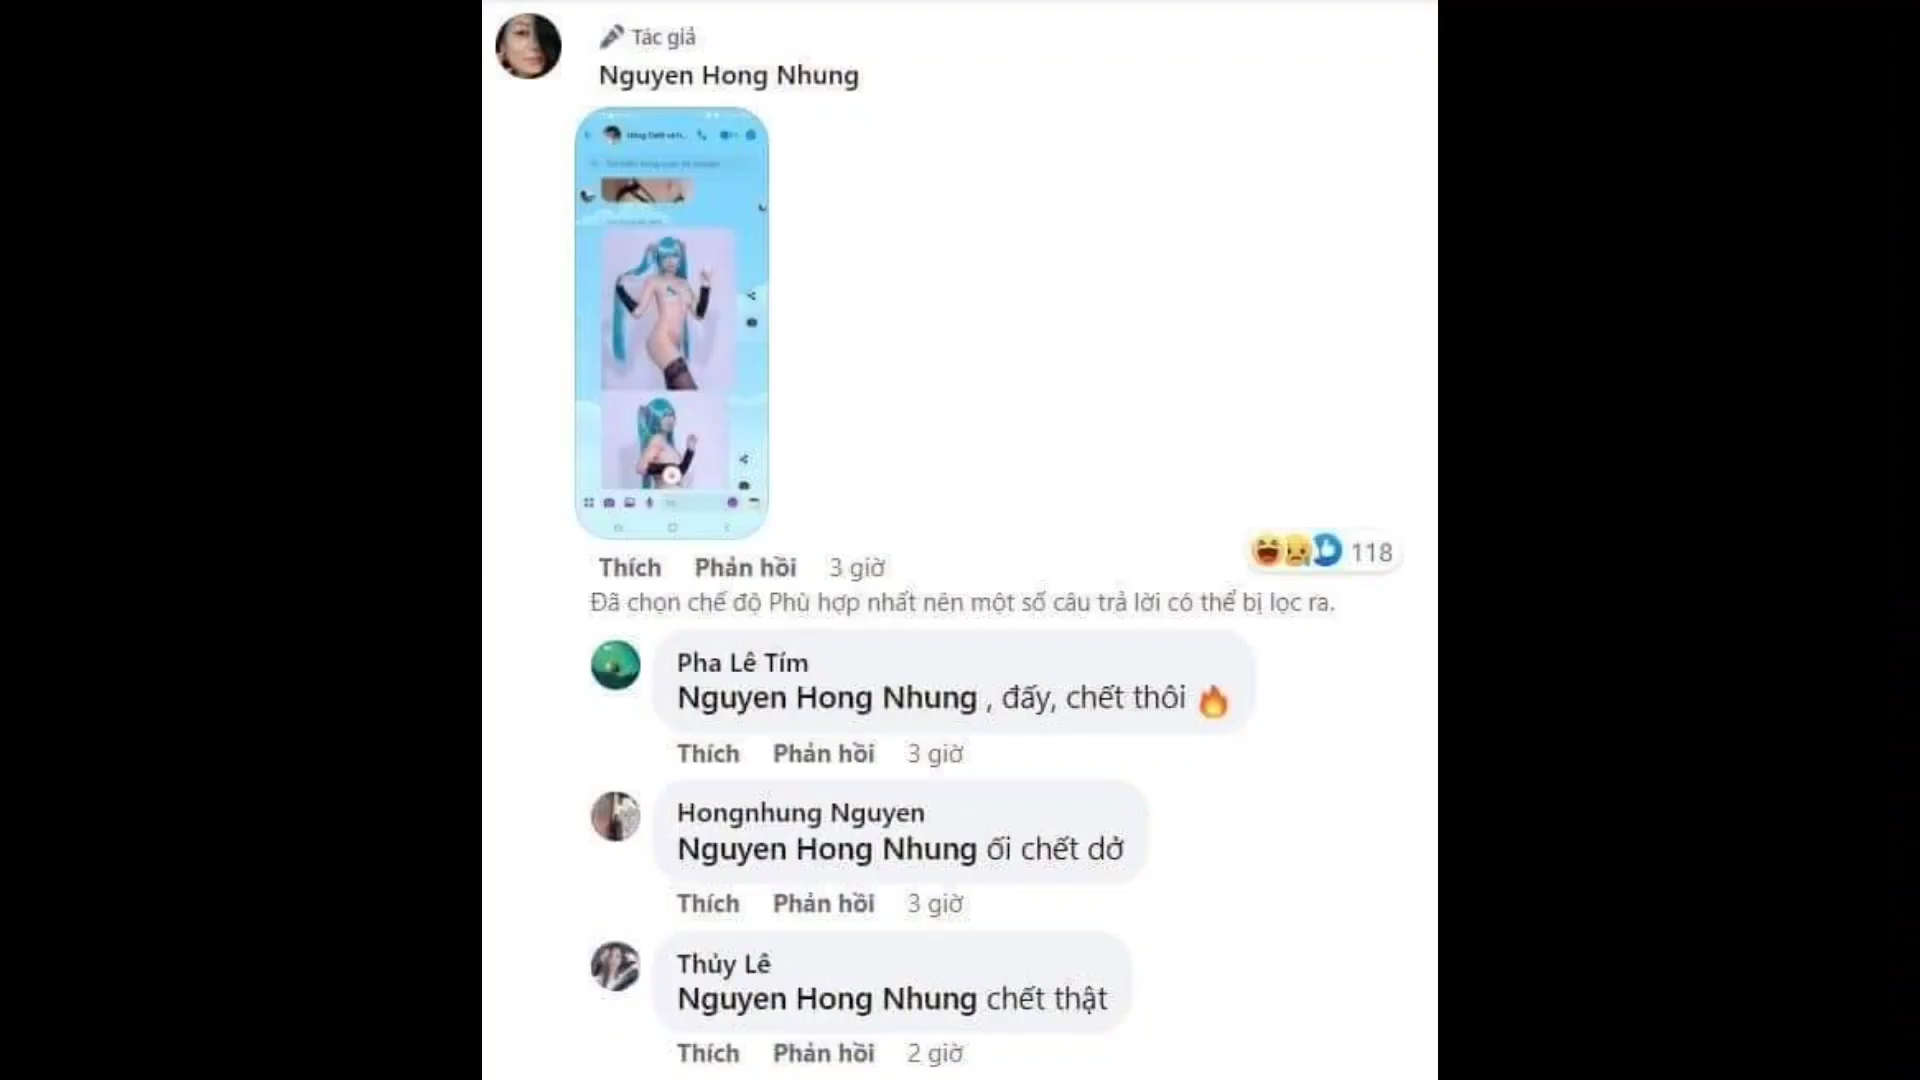 Tác giả
Nguyen Hong Nhung
Thích Phản hồi 3 giờ
118
Đã chọn chế độ Phù hợp nhất nên một số câu trả lời có thể bị lọc ra.
Pha Lê Tím
Nguyen Hong Nhung , đấy, chết thôi 🔥
Thích Phản hồi 3 giờ
Hongnhung Nguyen
Nguyen Hong Nhung ối chết dở
Thích Phản hồi 3 giờ
Thủy Lê
Nguyen Hong Nhung chết thật
Thích Phản hồi 2 giờ